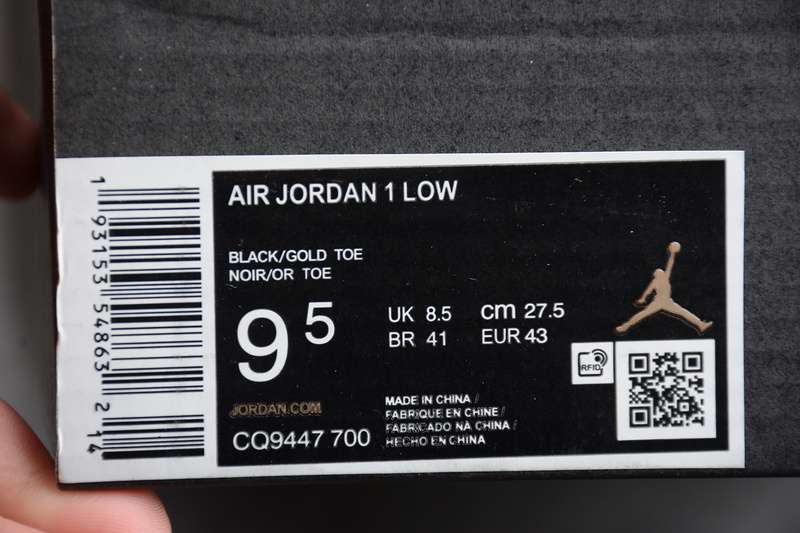 AIR JORDAN 1 LOW
BLACK/GOLD TOE
NOIR/OR TOE
9 5
UK 8.5 cm 27.5
BR 41 EUR 43
RFID
JORDAN.COM
CQ9447 700
MADE IN CHINA /
FABRIQUE EN CHINE /
FABRICADO NA CHINA /
HECHO EN CHINA
1 93153 54863 2 14